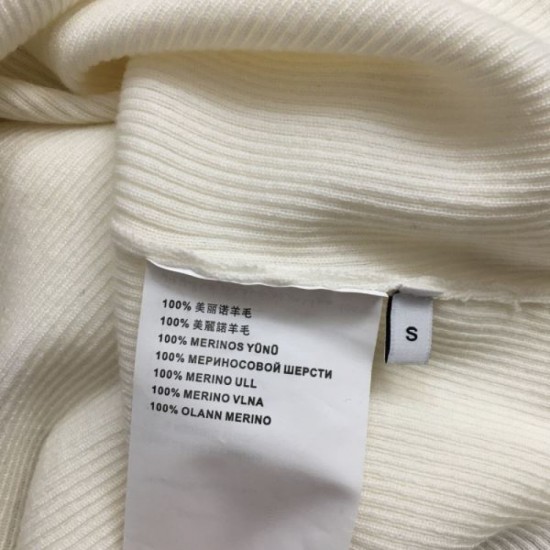 100% 美丽诺羊毛
100% 美麗諾羊毛
100% MERINOS YÜNÜ
100% МЕРИНОСОВОЙ ШЕРСТИ
100% MERINO ULL
100% MERINO VLNA
100% OLANN MERINO
S